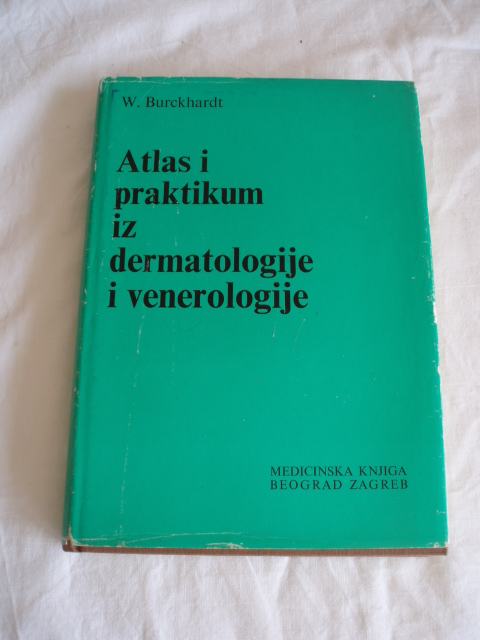 W. Burckhardt
Atlas i
praktikum
iz
dermatologije
i venerologije
MEDICINSKA KNJIGA
BEOGRAD ZAGREB